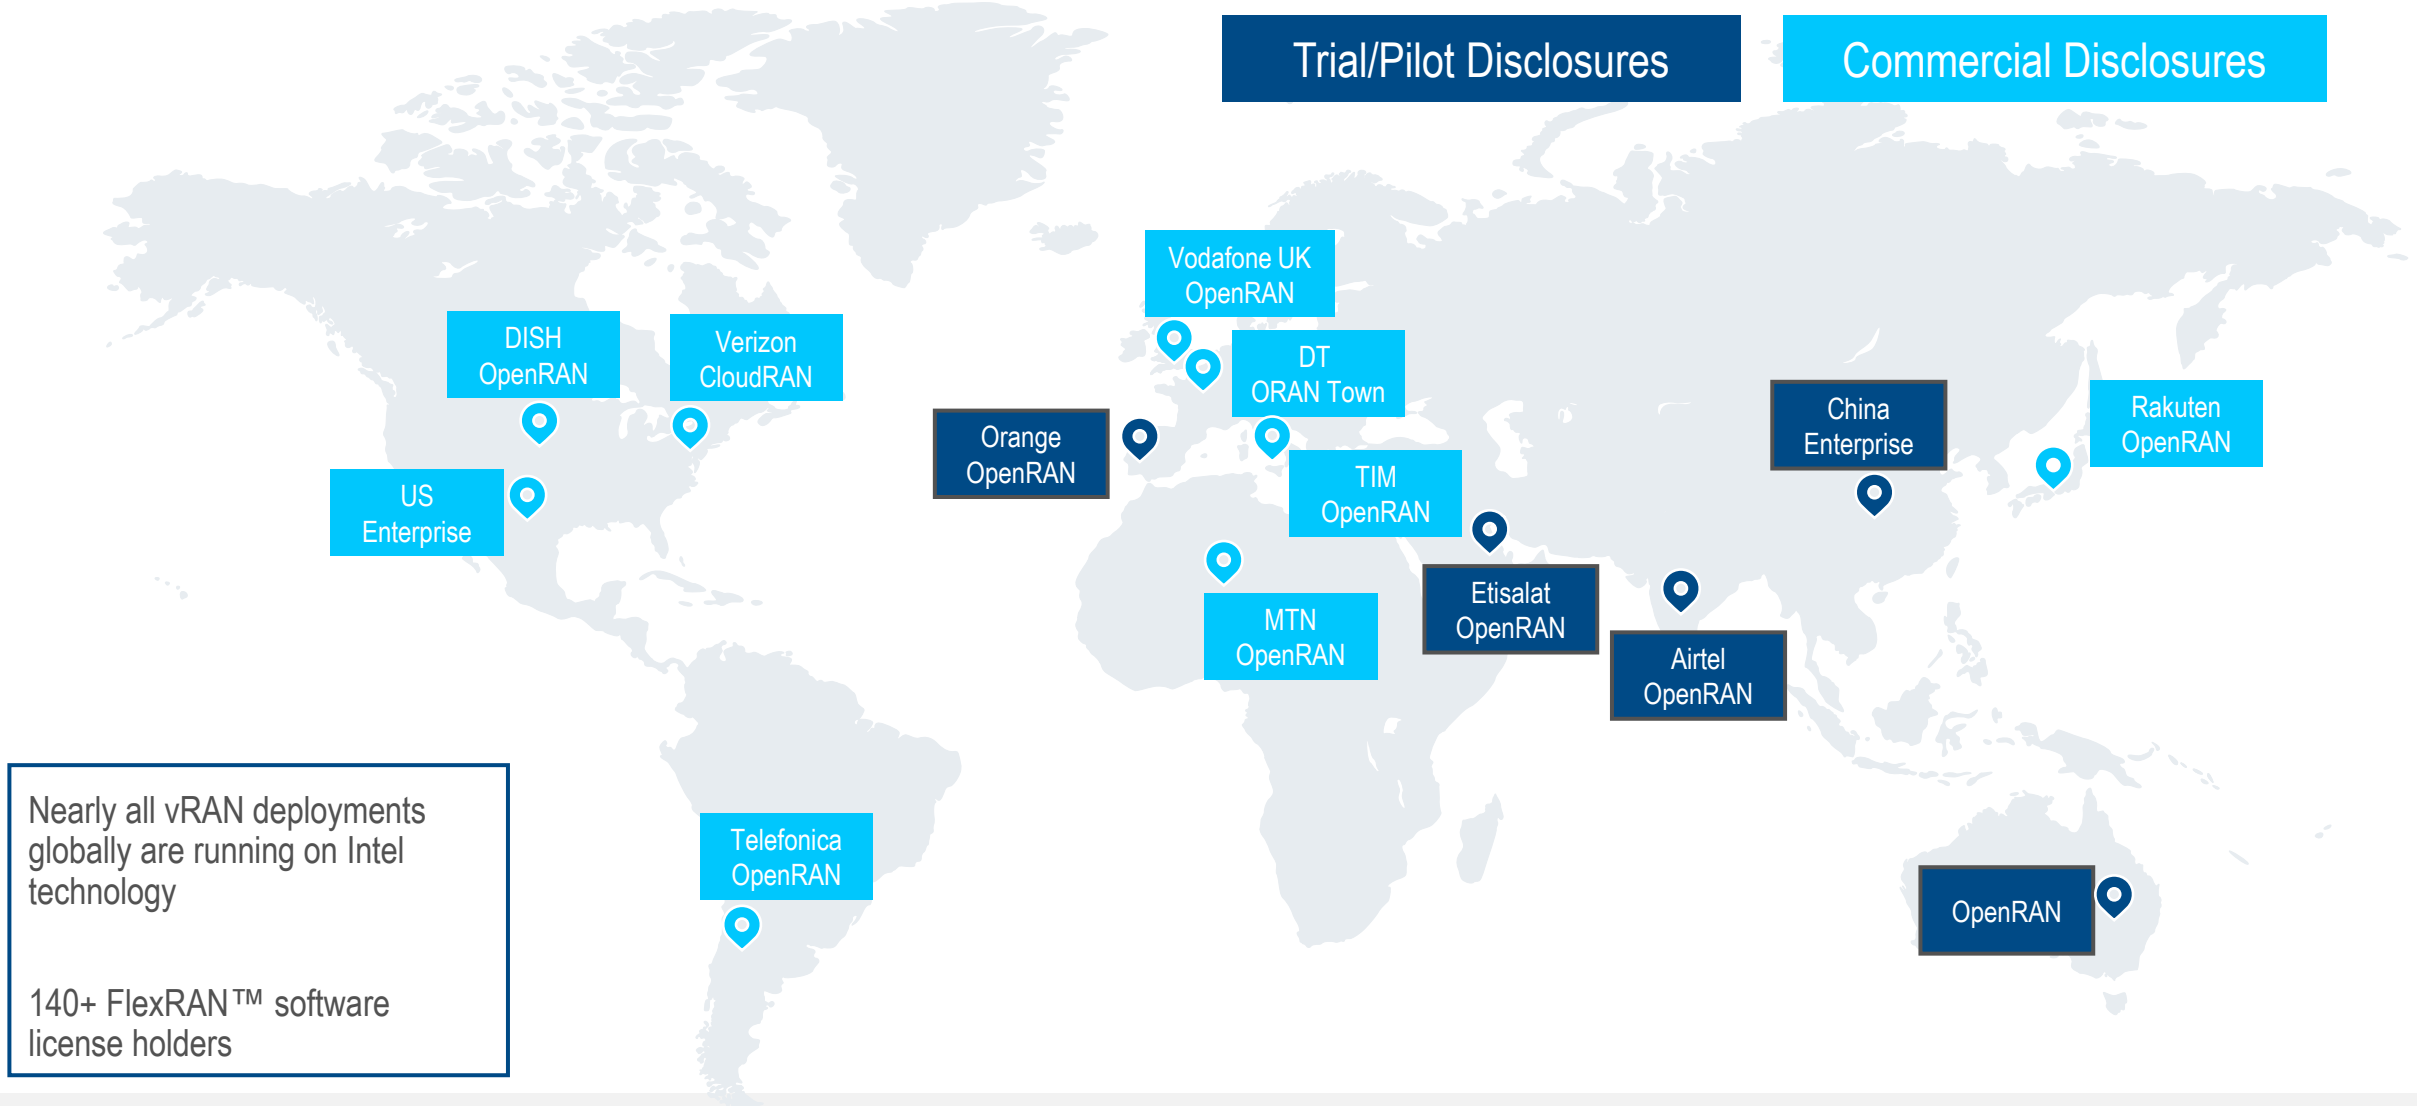 Trial/Pilot Disclosures
Commercial Disclosures
Vodafone UK
OpenRAN
DISH
OpenRAN
Verizon
CloudRAN
DT
ORAN Town
Orange
OpenRAN
China
Enterprise
Rakuten
OpenRAN
US
Enterprise
TIM
OpenRAN
Etisalat
OpenRAN
MTN
OpenRAN
Airtel
OpenRAN
Nearly all vRAN deployments
globally are running on Intel
technology
140+ FlexRAN™ software
license holders
Telefonica
OpenRAN
OpenRAN